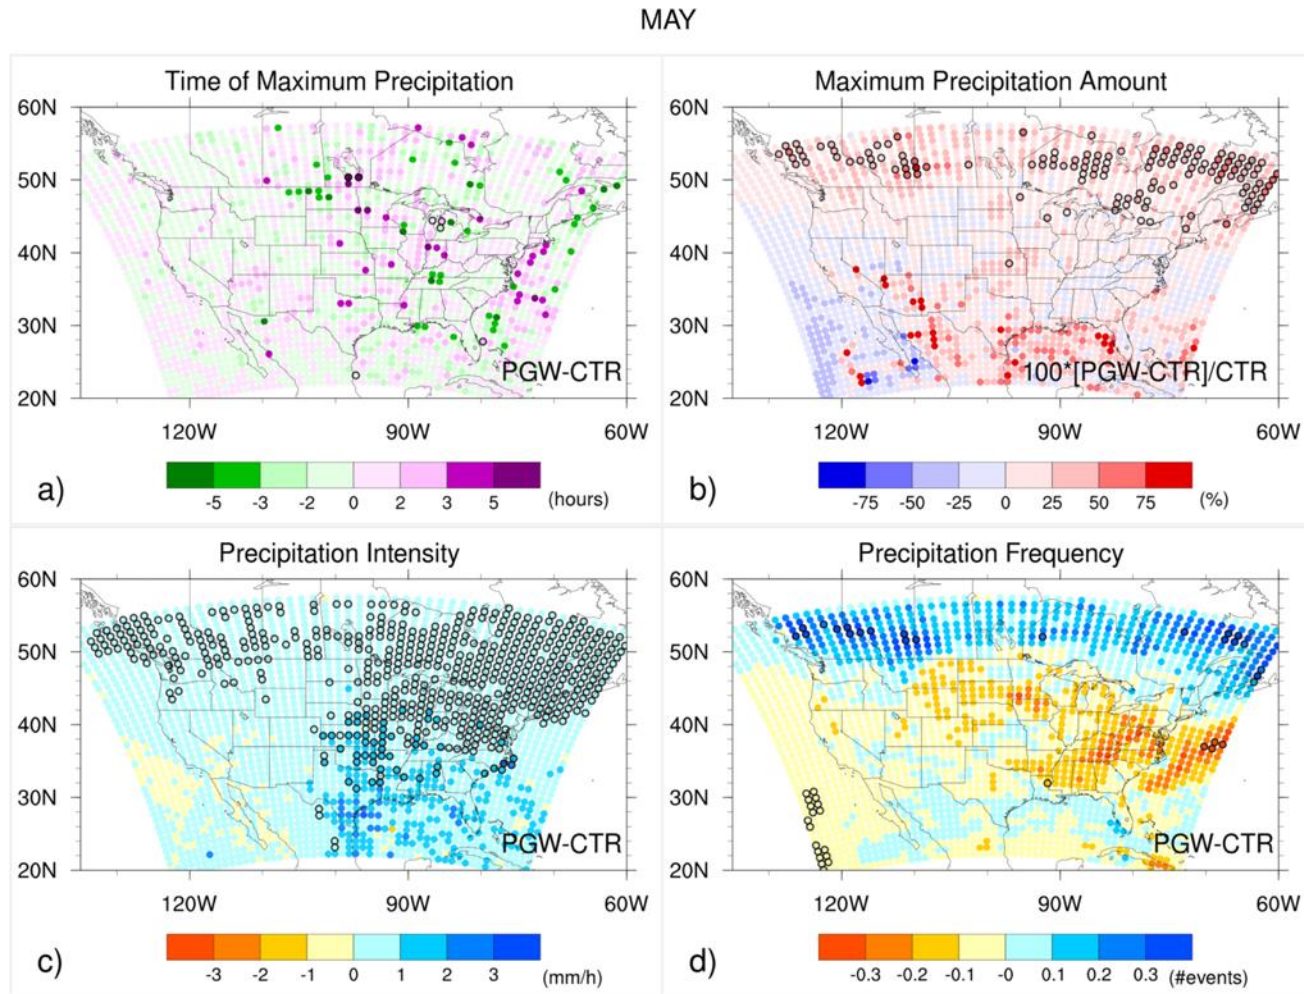 MAY
Time of Maximum Precipitation
60N
50N
40N
30N
20N
PGW-CTR
120W 90W 60W
a)
-5 -3 -2 0 2 3 5 (hours)
Maximum Precipitation Amount
60N
50N
40N
30N
20N
100*[PGW-CTR]/CTR
120W 90W 60W
b)
-75 -50 -25 0 25 50 75 (%)
Precipitation Intensity
60N
50N
40N
30N
20N
PGW-CTR
120W 90W 60W
c)
-3 -2 -1 0 1 2 3 (mm/h)
Precipitation Frequency
60N
50N
40N
30N
20N
PGW-CTR
120W 90W 60W
d)
-0.3 -0.2 -0.1 -0 0.1 0.2 0.3 (#events)